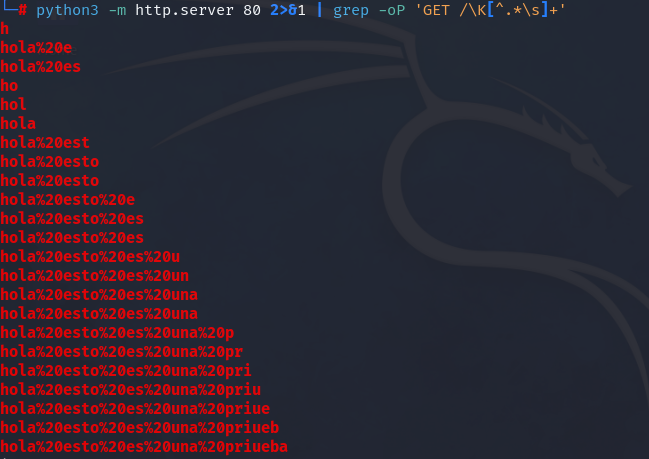 # python3 -m http.server 80 2>&1 | grep -oP 'GET /\K[^.*\s]+'
h
hola%20e
hola%20es
ho
hol
hola
hola%20est
hola%20esto
hola%20esto
hola%20esto%20e
hola%20esto%20es
hola%20esto%20es
hola%20esto%20es%20u
hola%20esto%20es%20un
hola%20esto%20es%20una
hola%20esto%20es%20una
hola%20esto%20es%20una%20p
hola%20esto%20es%20una%20pr
hola%20esto%20es%20una%20pri
hola%20esto%20es%20una%20priu
hola%20esto%20es%20una%20priue
hola%20esto%20es%20una%20priueb
hola%20esto%20es%20una%20priueba